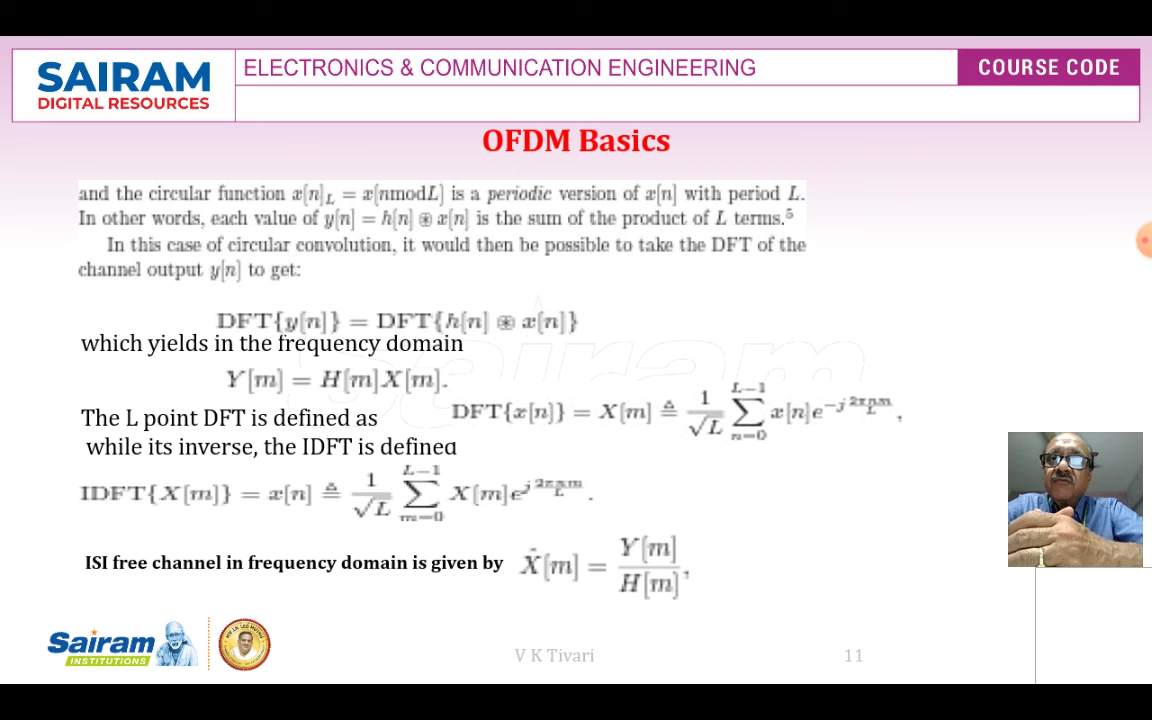 SAIRAM
DIGITAL RESOURCES
ELECTRONICS & COMMUNICATION ENGINEERING
COURSE CODE
OFDM Basics
and the circular function x[n]_L = x[nmodL] is a periodic version of x[n] with period L.
In other words, each value of y[n] = h[n] ⊛ x[n] is the sum of the product of L terms.⁵
In this case of circular convolution, it would then be possible to take the DFT of the
channel output y[n] to get:
DFT{y[n]} = DFT{h[n] ⊛ x[n]}
which yields in the frequency domain
Y[m] = H[m]X[m].
The L point DFT is defined as
DFT{x[n]} = X[m] ≜ 1/√L ∑_{n=0}^{L−1} x[n]e^{−j 2πnm/L},
while its inverse, the IDFT is defined
IDFT{X[m]} = x[n] ≜ 1/√L ∑_{m=0}^{L−1} X[m]e^{j 2πnm/L}.
ISI free channel in frequency domain is given by X̂[m] = Y[m]/H[m],
sairam
Sairam
INSTITUTIONS
V K Tivari
11